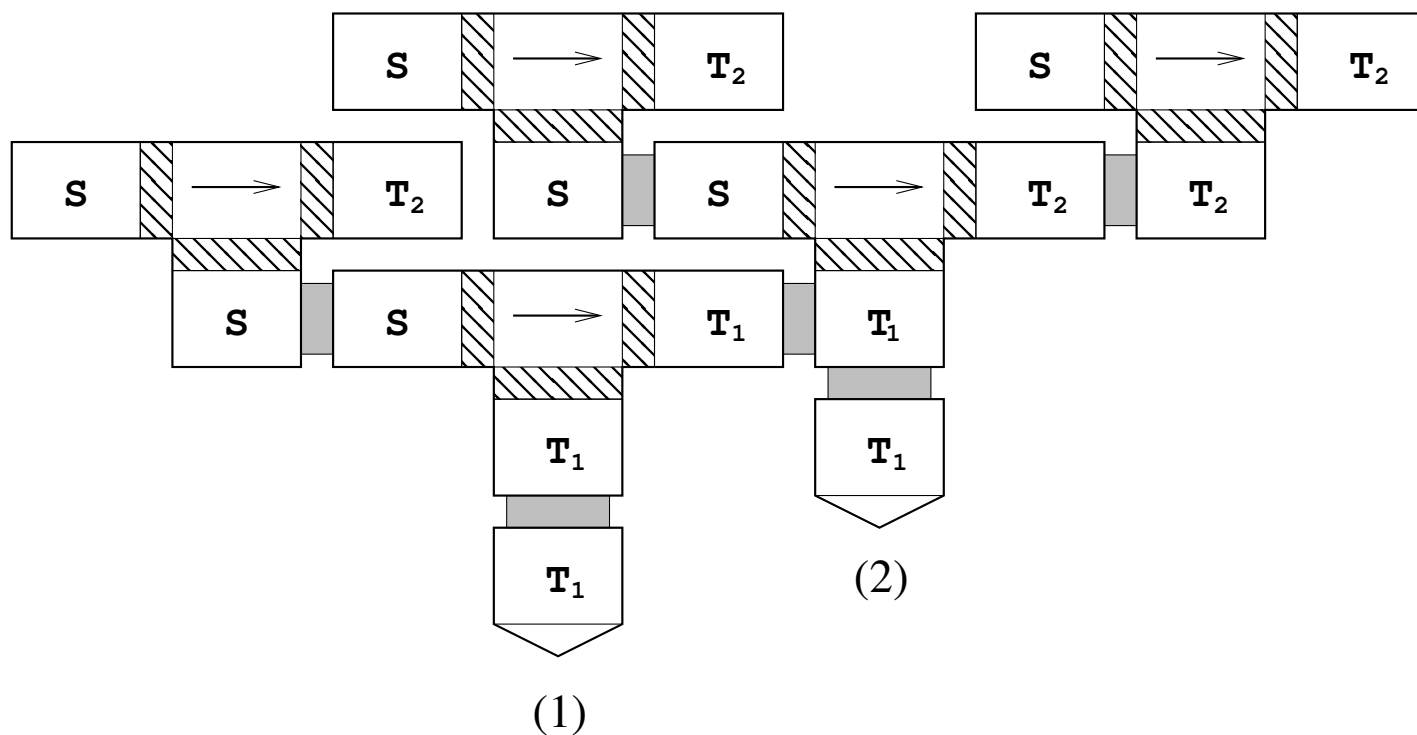 S → T₂ S → T₂
S → T₂ S S → T₂ T₂
S S → T₁ T₁
T₁ T₁
T₁ (2)
(1)